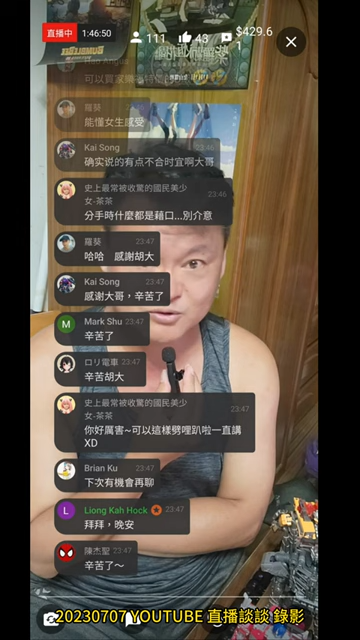 直播中 1:46:50 111 43 $429.6
1
可以買家
羅葵
能懂女生感受
Kai Song 23:46
确实说的有点不合时宜啊大哥
史上最常被收驚的國民美少
女-茶茶 23:46
分手時什麼都是藉口...別介意
羅葵 23:47
哈哈 感謝胡大
Kai Song 23:47
感谢大哥，辛苦了
M Mark Shu 23:47
辛苦了
ロリ電車 23:47
辛苦胡大
史上最常被收驚的國民美少
女-茶茶 23:47
你好厲害~可以這樣劈哩趴啦一直講
XD
Brian Ku 23:47
下次有機會再聊
L Liong Kah Hock 23:47
拜拜，晚安
陳杰聖 23:47
辛苦了～
20230707 YOUTUBE 直播談談 錄影